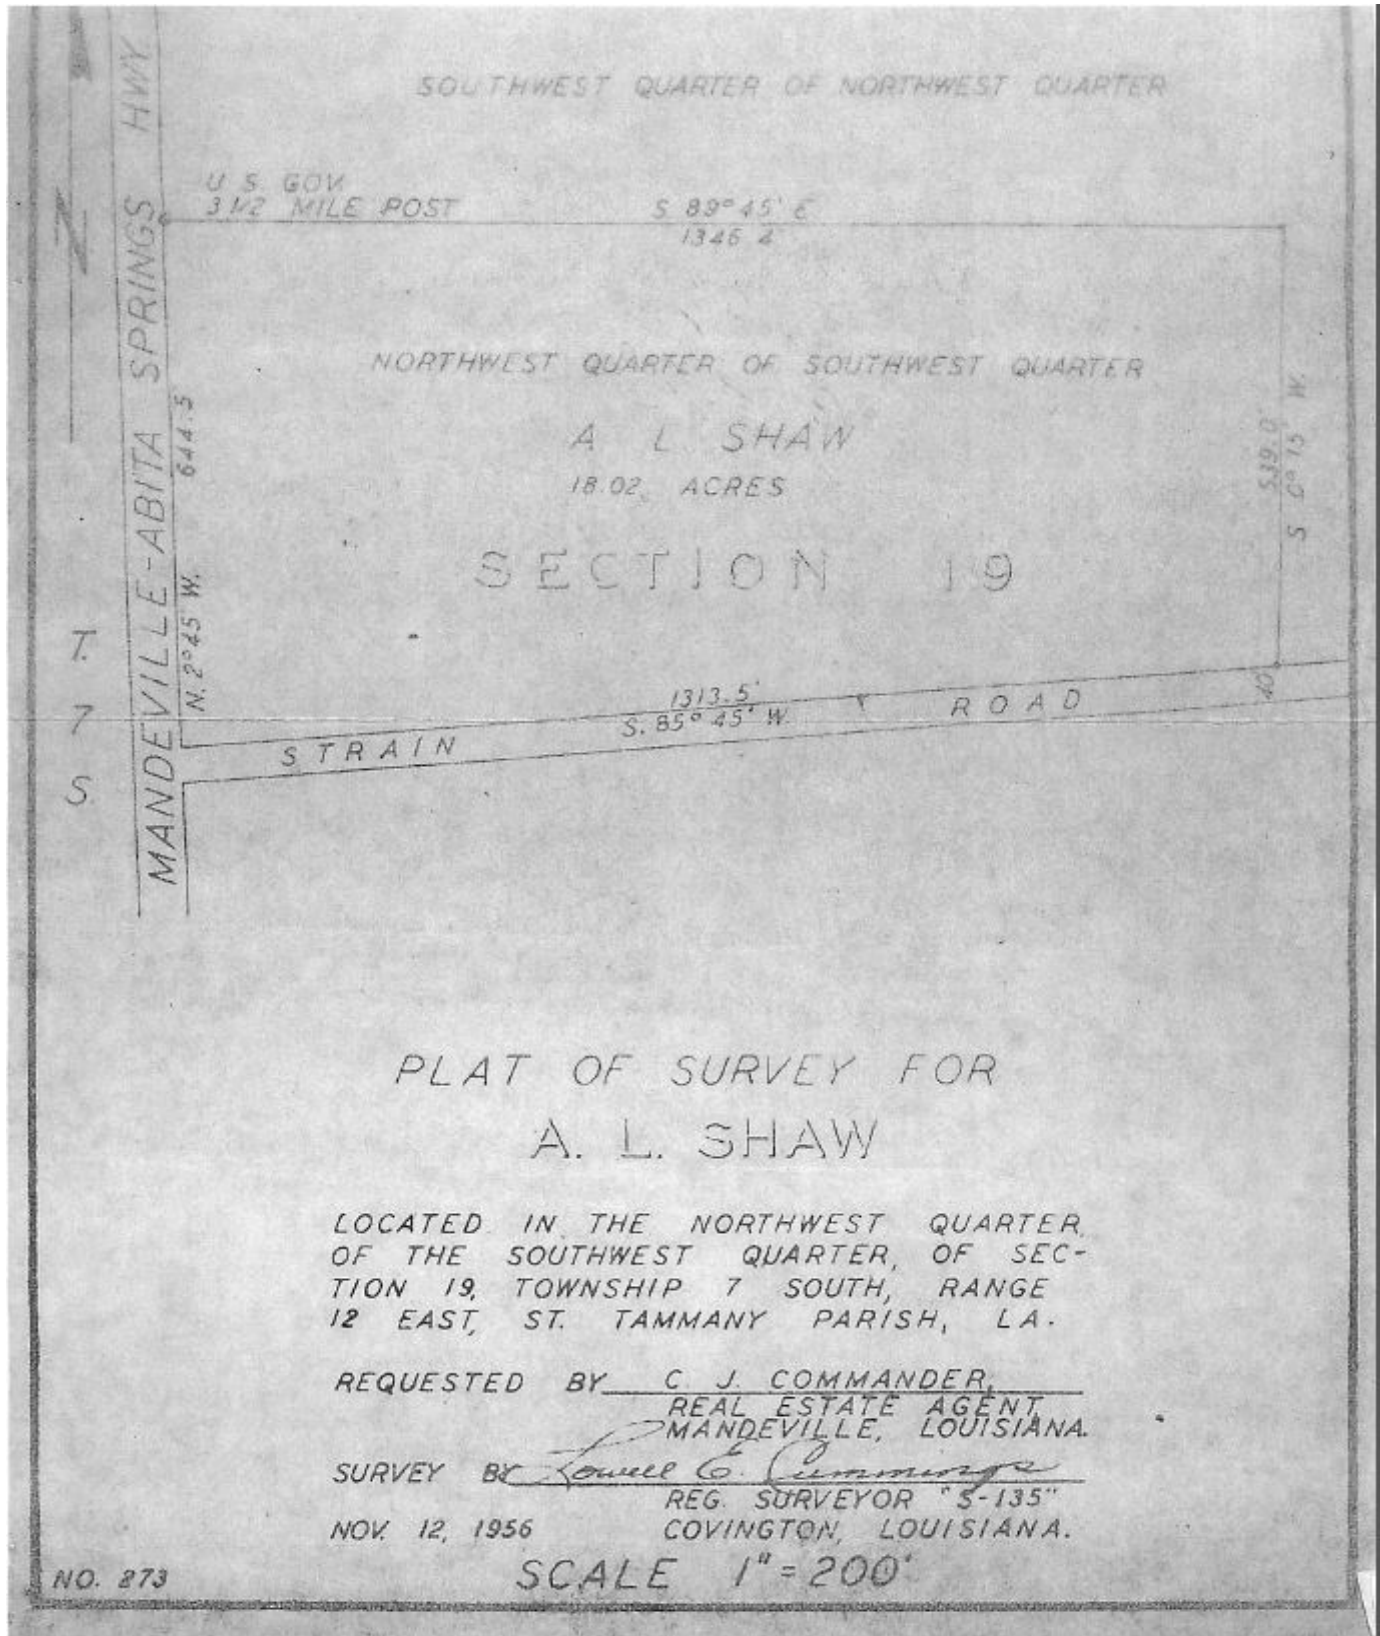 SOUTHWEST QUARTER OF NORTHWEST QUARTER
U S GOV.
3 1/2 MILE POST
S 89° 45' E
1346 4
MANDEVILLE-ABITA SPRINGS HWY
N. 2° 45 W. 644.5
NORTHWEST QUARTER OF SOUTHWEST QUARTER
A L SHAW
18.02 ACRES
539.0'
S 0° 15 W.
SECTION 19
T.
7
S.
1313.5'
S. 85° 45' W.
STRAIN ROAD
40'
PLAT OF SURVEY FOR
A. L. SHAW
LOCATED IN THE NORTHWEST QUARTER
OF THE SOUTHWEST QUARTER, OF SEC-
TION 19, TOWNSHIP 7 SOUTH, RANGE
12 EAST, ST. TAMMANY PARISH, LA.
REQUESTED BY C. J. COMMANDER,
REAL ESTATE AGENT,
MANDEVILLE, LOUISIANA.
SURVEY BY Lowell E. Cummings
REG. SURVEYOR "S-135"
NOV. 12, 1956 COVINGTON, LOUISIANA.
SCALE 1" = 200'
NO. 873